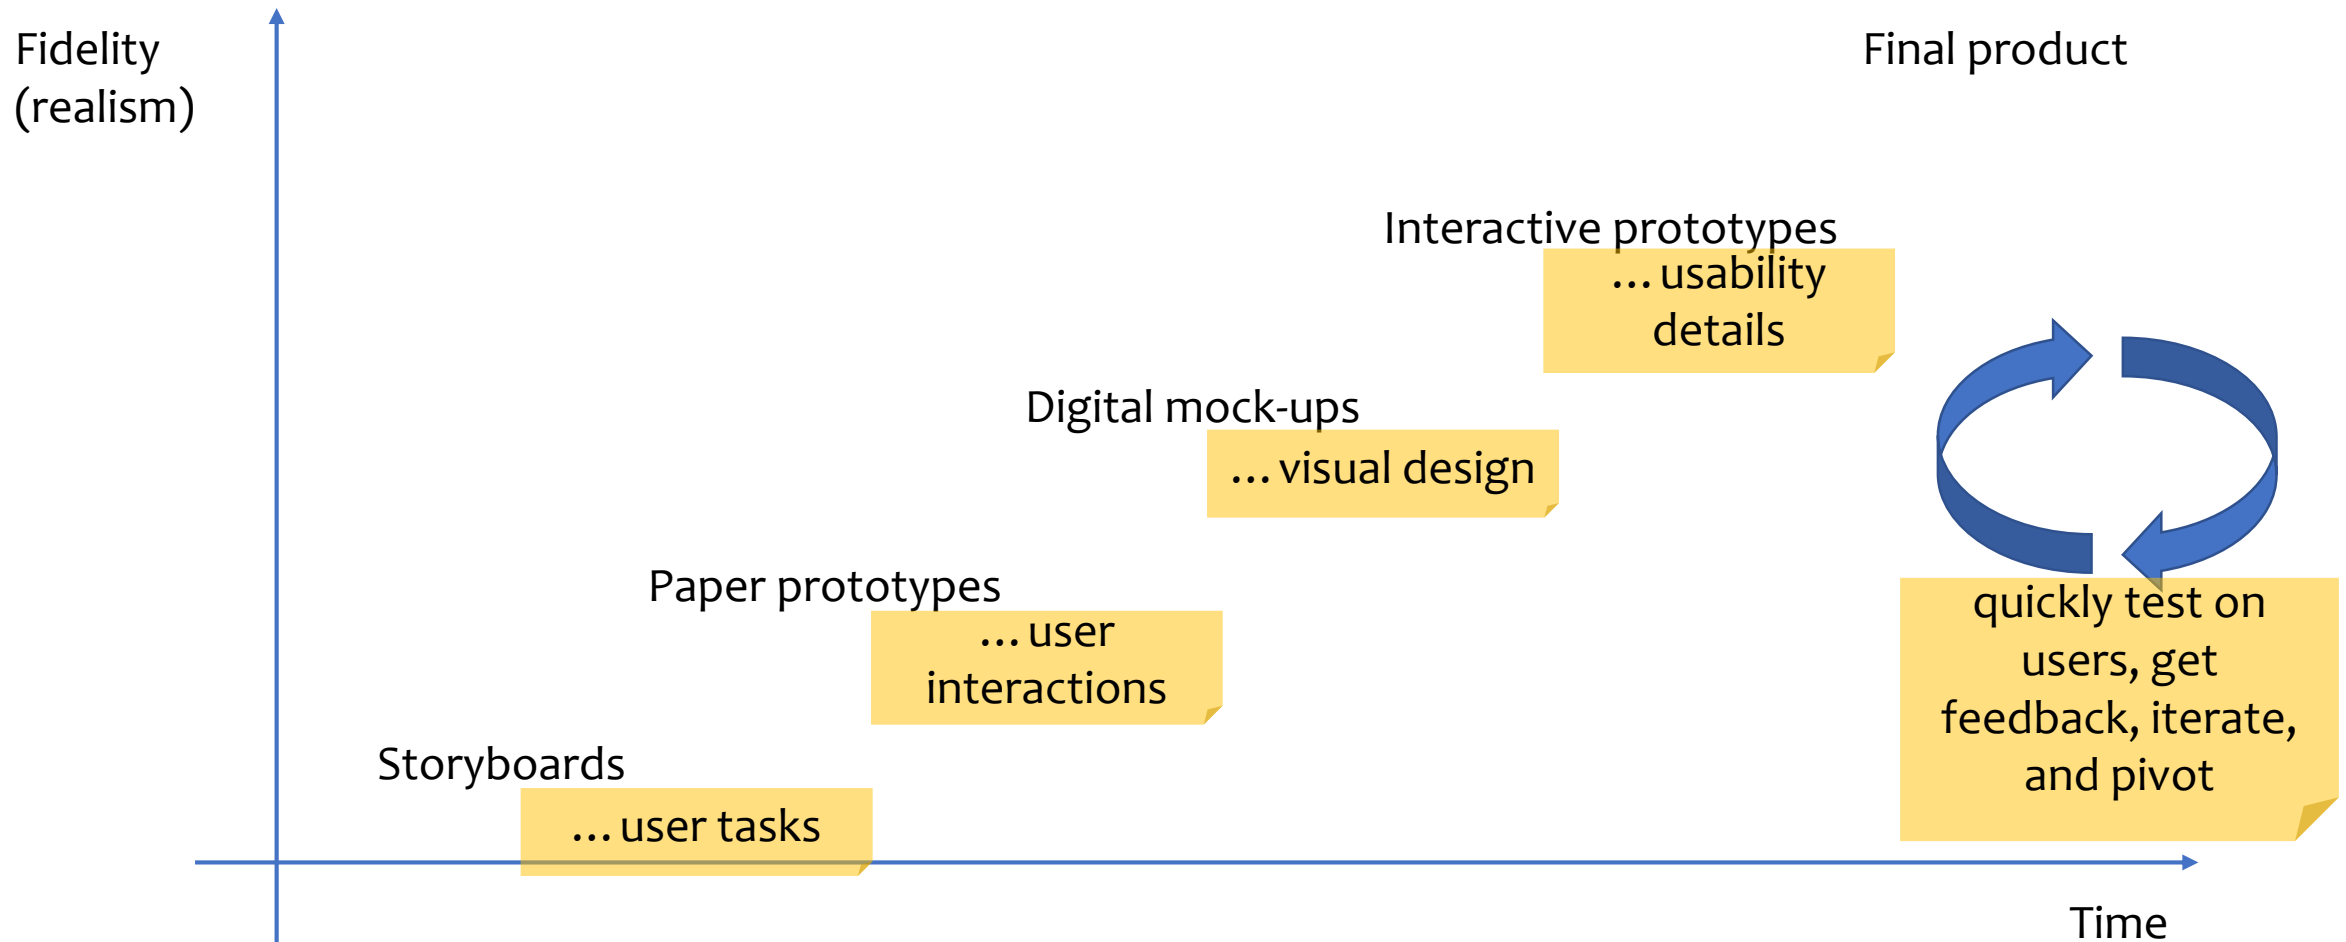 Fidelity
(realism)
Final product
Interactive prototypes
... usability
details
Digital mock-ups
... visual design
Paper prototypes
... user
interactions
Storyboards
... user tasks
quickly test on
users, get
feedback, iterate,
and pivot
Time